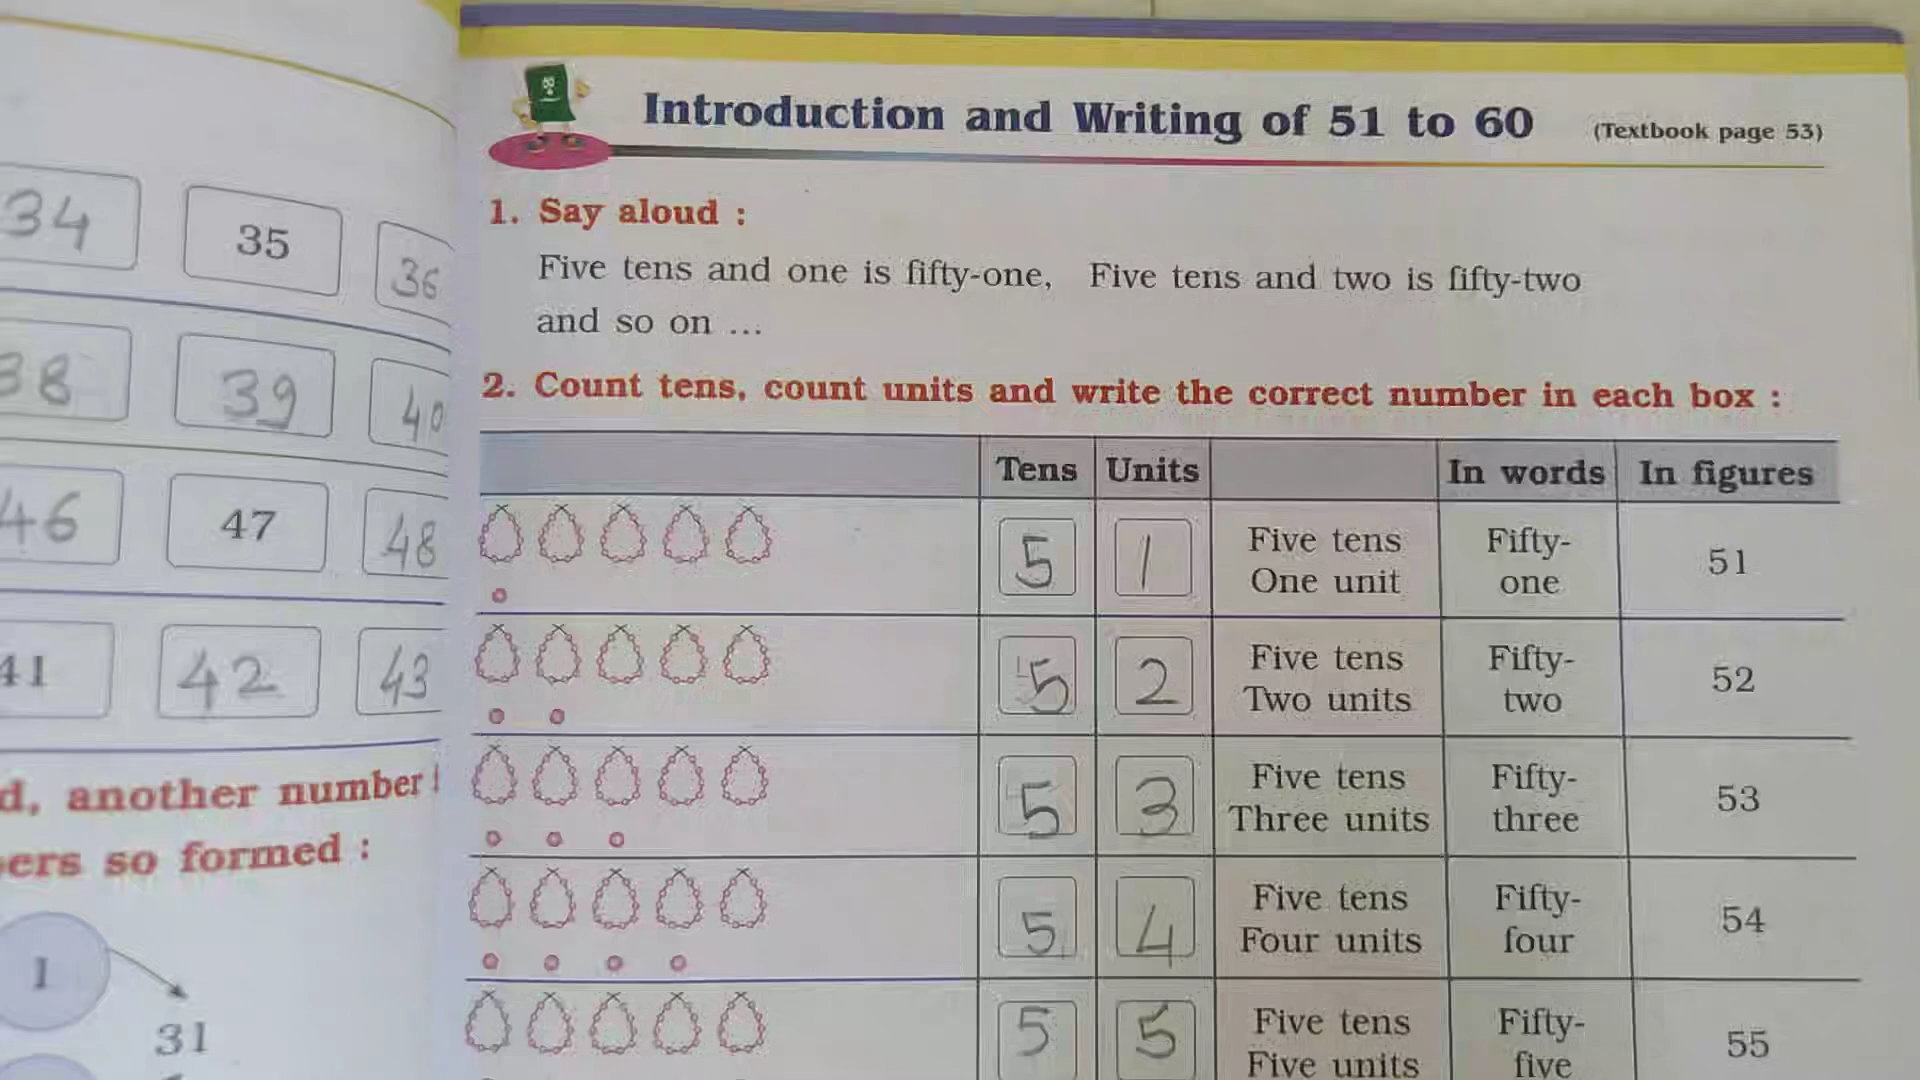 34 35 36
38 39 40
46 47 48
41 42 43
d, another number
ers so formed :
1
31
Introduction and Writing of 51 to 60 (Textbook page 53)
1. Say aloud :
Five tens and one is fifty-one, Five tens and two is fifty-two
and so on ...
2. Count tens, count units and write the correct number in each box :
Tens Units In words In figures
5 1 Five tens One unit Fifty-one 51
5 2 Five tens Two units Fifty-two 52
5 3 Five tens Three units Fifty-three 53
5 4 Five tens Four units Fifty-four 54
5 5 Five tens Five units Fifty-five 55